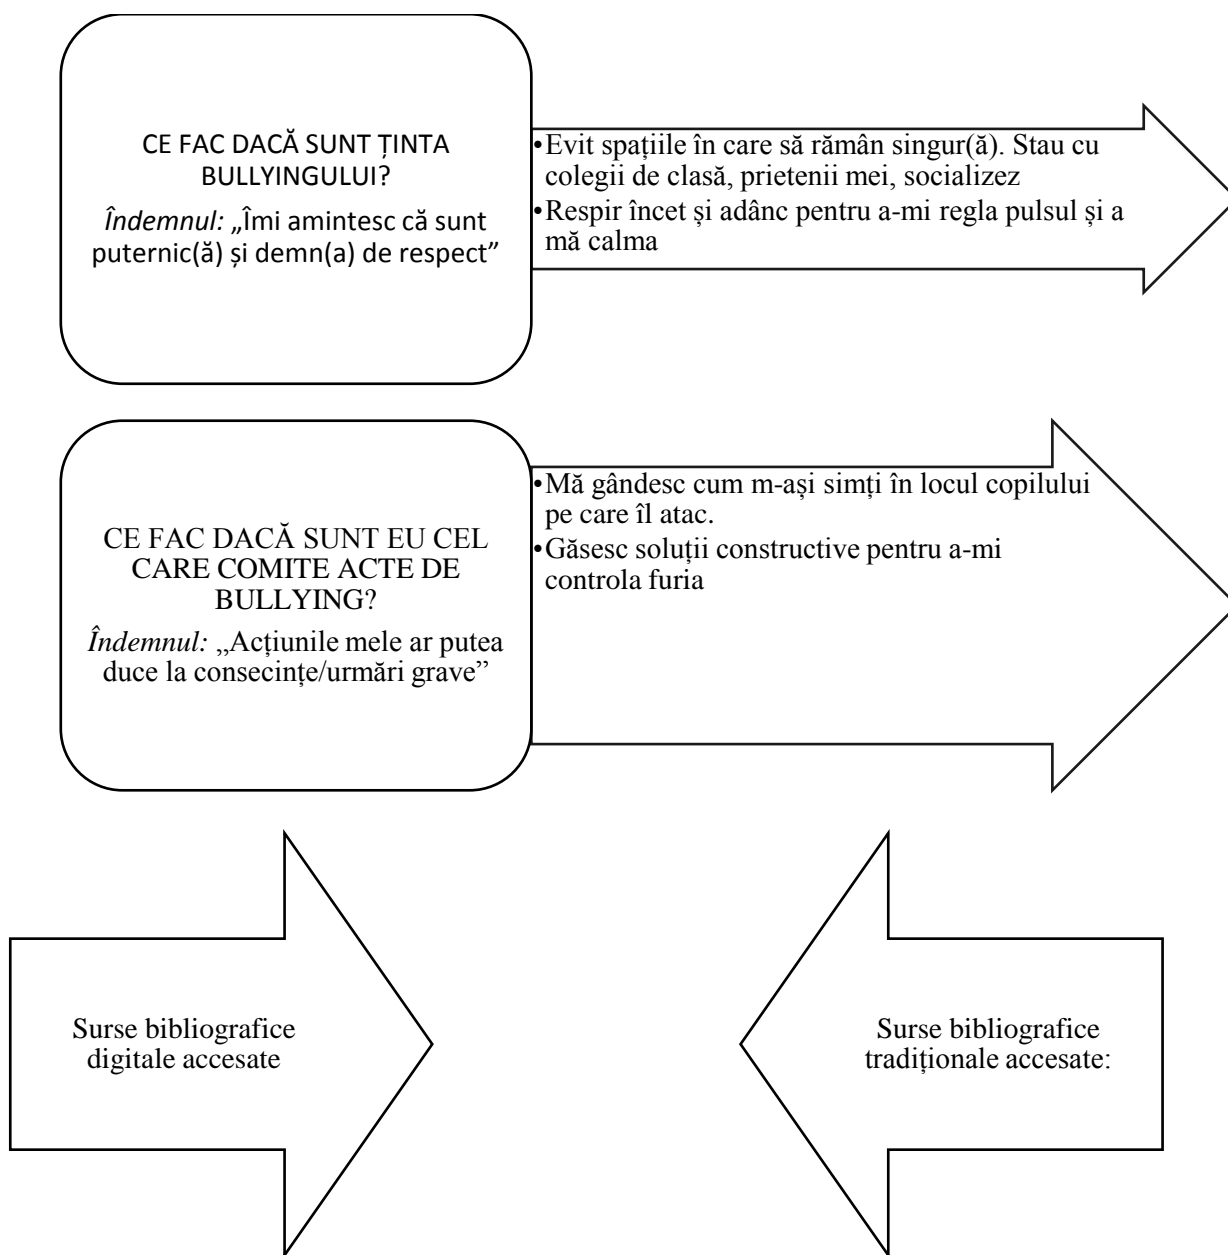 CE FAC DACĂ SUNT ȚINTA
BULLYINGULUI?
Îndemnul: „Îmi amintesc că sunt
puternic(ă) și demn(a) de respect”
•Evit spațiile în care să rămân singur(ă). Stau cu
colegii de clasă, prietenii mei, socializez
•Respir încet și adânc pentru a-mi regla pulsul și a
mă calma
CE FAC DACĂ SUNT EU CEL
CARE COMITE ACTE DE
BULLYING?
Îndemnul: „Acțiunile mele ar putea
duce la consecințe/urmări grave”
•Mă gândesc cum m-ași simți în locul copilului
pe care îl atac.
•Găsesc soluții constructive pentru a-mi
controla furia
Surse bibliografice
digitale accesate
Surse bibliografice
tradiționale accesate: